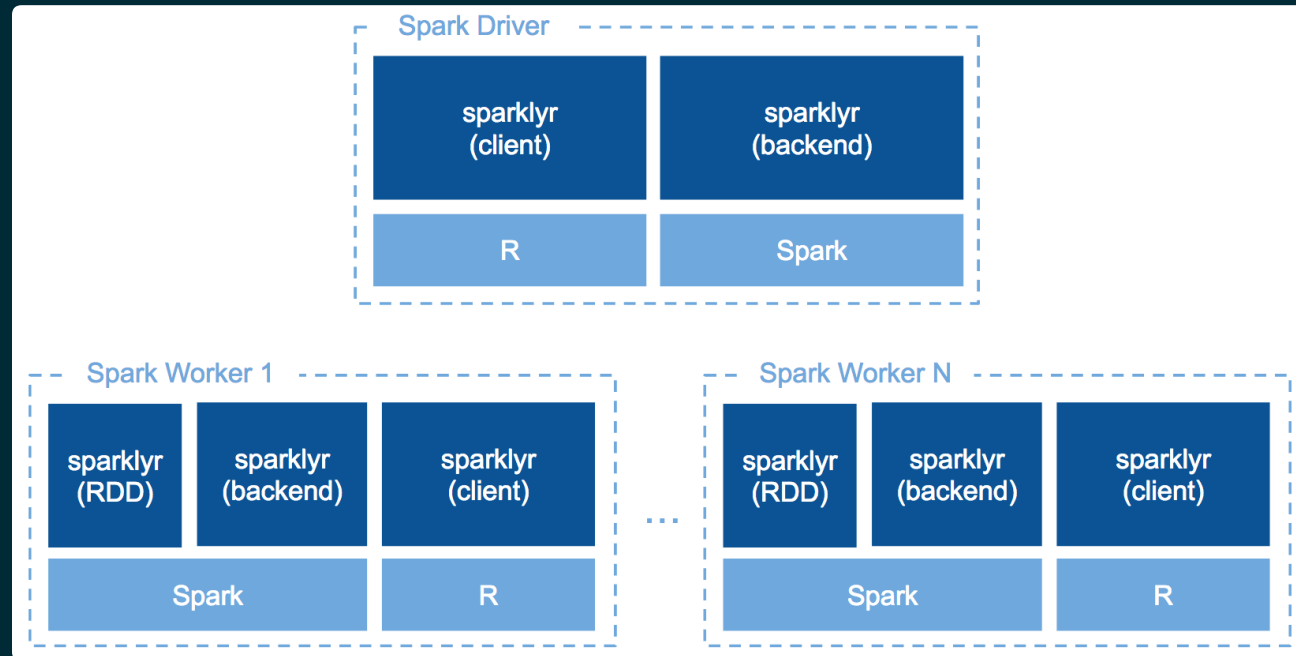 Spark Driver
sparklyr
(client)
sparklyr
(backend)
R
Spark
Spark Worker 1
sparklyr
(RDD)
sparklyr
(backend)
sparklyr
(client)
Spark
R
...
Spark Worker N
sparklyr
(RDD)
sparklyr
(backend)
sparklyr
(client)
Spark
R